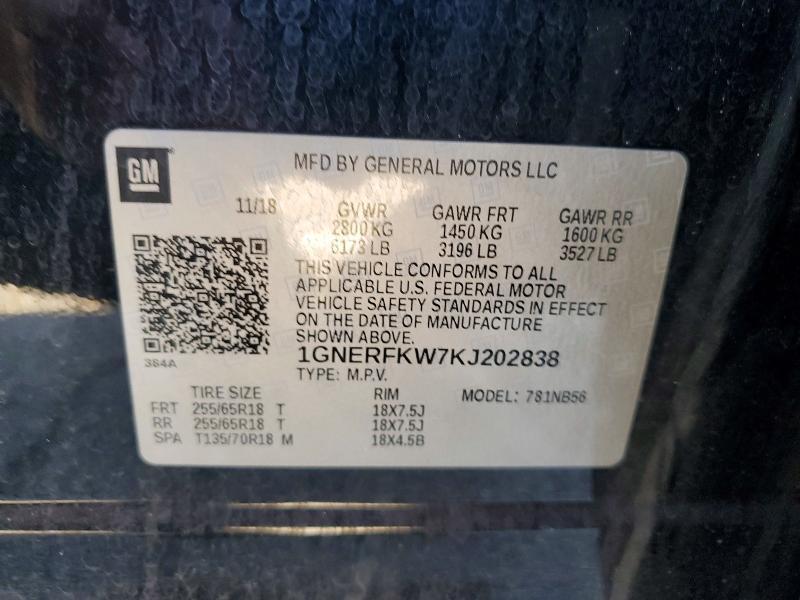 GM
MFD BY GENERAL MOTORS LLC
11/18 GVWR GAWR FRT GAWR RR
2800 KG 1450 KG 1600 KG
6173 LB 3196 LB 3527 LB
THIS VEHICLE CONFORMS TO ALL
APPLICABLE U.S. FEDERAL MOTOR
VEHICLE SAFETY STANDARDS IN EFFECT
ON THE DATE OF MANUFACTURE
SHOWN ABOVE.
384A
1GNERFKW7KJ202838
TYPE: M.P.V.
TIRE SIZE RIM MODEL: 781NB56
FRT 255/65R18 T 18X7.5J
RR 255/65R18 T 18X7.5J
SPA T135/70R18 M 18X4.5B